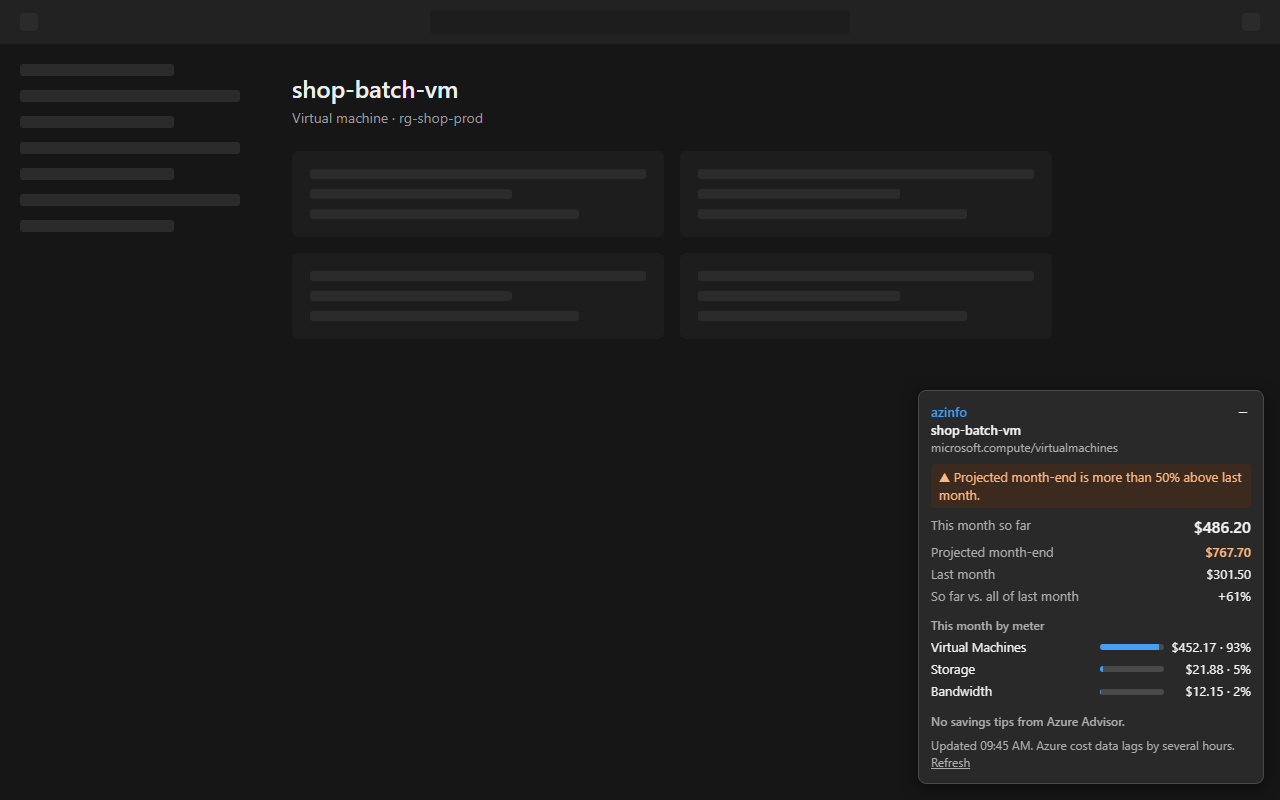 shop-batch-vm
Virtual machine · rg-shop-prod
azinfo
shop-batch-vm
microsoft.compute/virtualmachines
▲ Projected month-end is more than 50% above last
month.
This month so far $486.20
Projected month-end $767.70
Last month $301.50
So far vs. all of last month +61%
This month by meter
Virtual Machines $452.17 · 93%
Storage $21.88 · 5%
Bandwidth $12.15 · 2%
No savings tips from Azure Advisor.
Updated 09:45 AM. Azure cost data lags by several hours.
Refresh